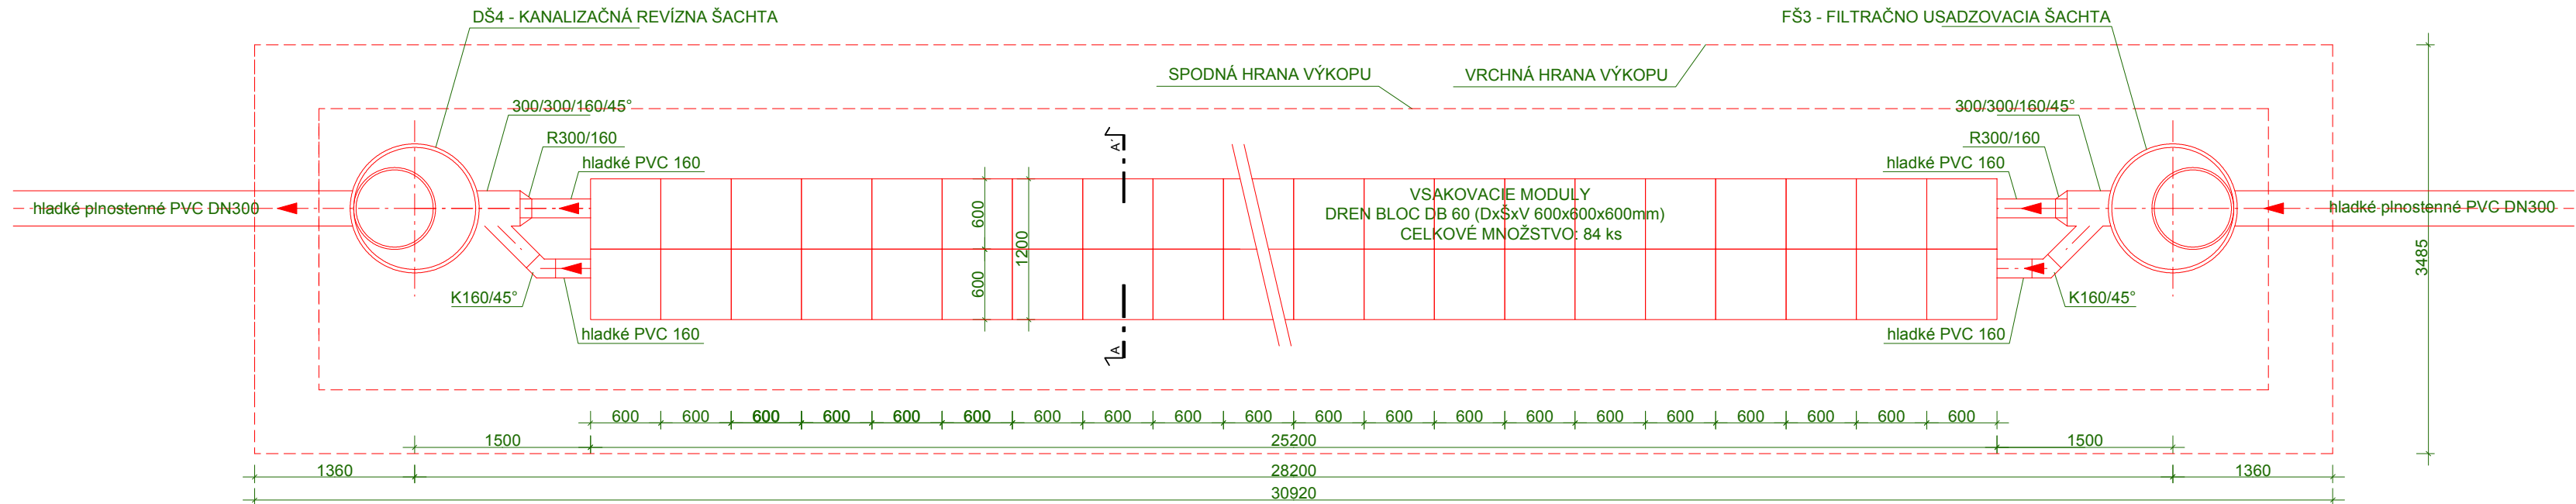 DŠ4 - KANALIZAČNÁ REVÍZNA ŠACHTA
FŠ3 - FILTRAČNO USADZOVACIA ŠACHTA
SPODNÁ HRANA VÝKOPU
VRCHNÁ HRANA VÝKOPU
300/300/160/45°
300/300/160/45°
R300/160
R300/160
hladké PVC 160
hladké PVC 160
A'
VSAKOVACIE MODULY
DREN BLOC DB 60 (DxŠxV 600x600x600mm)
CELKOVÉ MNOŽSTVO: 84 ks
hladké plnostenné PVC DN300
hladké plnostenné PVC DN300
600
1200
600
3485
K160/45°
K160/45°
hladké PVC 160
hladké PVC 160
A
600 600 600 600 600 600 600 600 600 600 600 600 600 600 600 600 600 600 600 600
1500 25200 1500
1360 28200 1360
30920